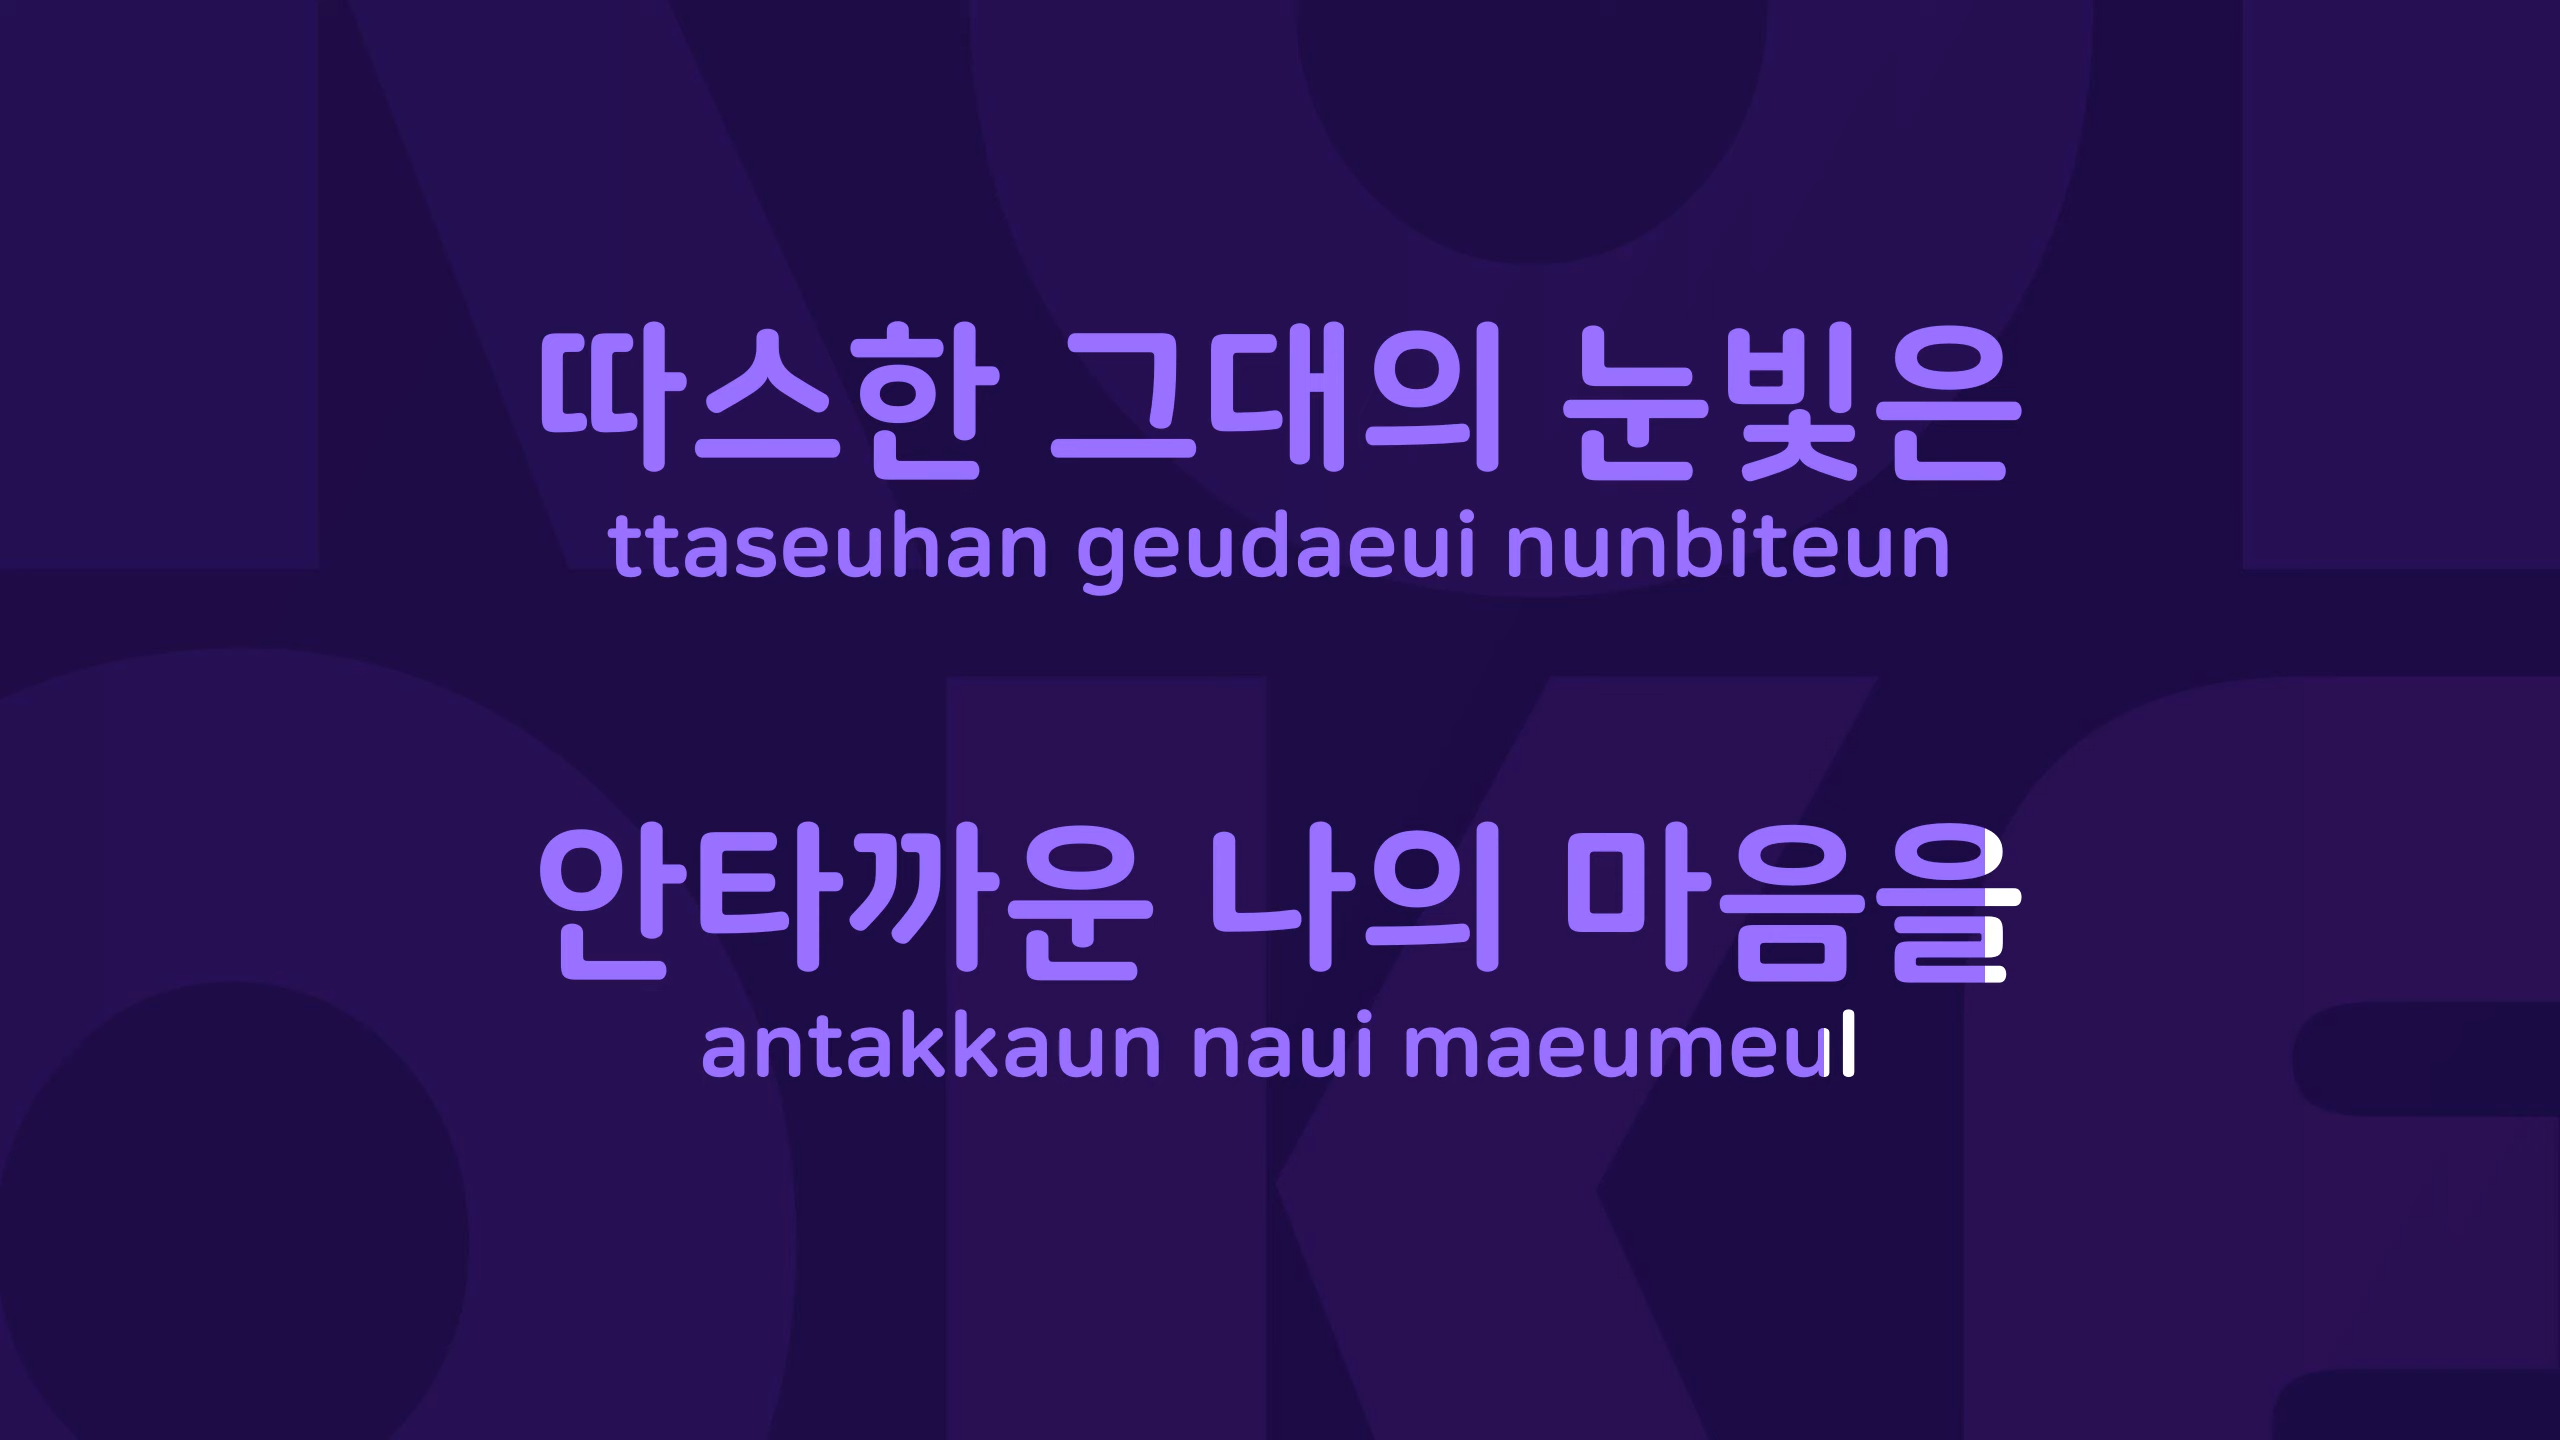 따스한 그대의 눈빛은
ttaseuhan geudaeui nunbiteun
안타까운 나의 마음을
antakkaun naui maeumeul